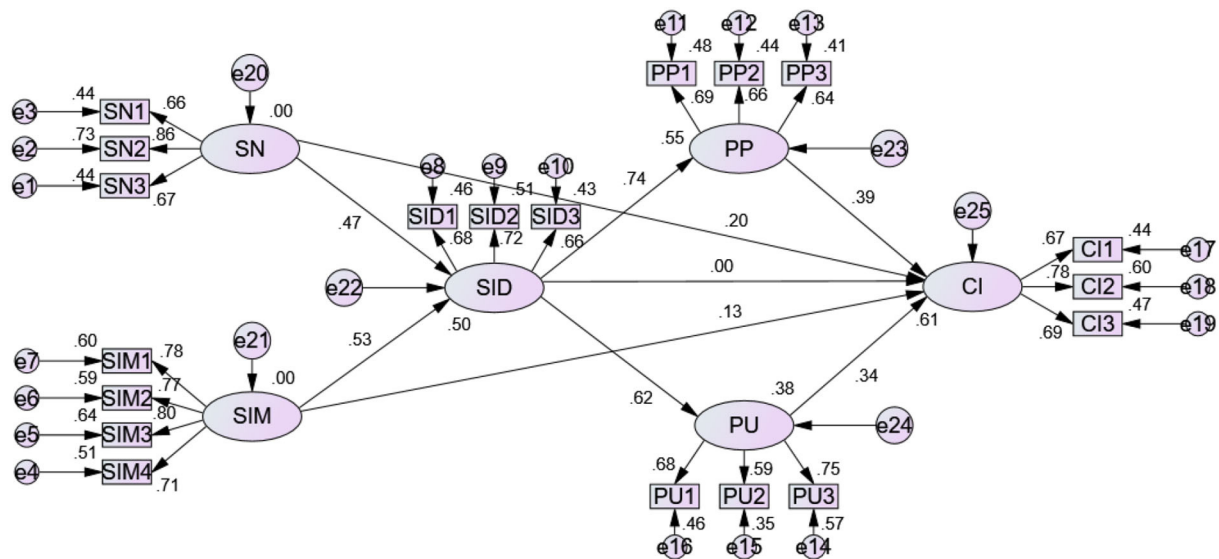 e11 e12 e13
.48 .44 .41
PP1 PP2 PP3
.69 .66 .64
e20
.00
e3 .44 SN1 .66
e2 .73 SN2 .86
e1 .44 SN3 .67
SN
.55 PP e23
e8 e9 e10
.46 .51 .43
SID1 SID2 SID3
.68 .72 .66
.74
.47
.20
.39
e25
e22
SID
.50
.00
CI
.61
.67 CI1 .44 e17
.78 CI2 .60 e18
.69 CI3 .47 e19
.53
.13
e21
.00
e7 .60 SIM1 .78
e6 .59 SIM2 .77
e5 .64 SIM3 .80
e4 .51 SIM4 .71
SIM
.62
.34
.38
PU e24
.68 .59 .75
PU1 PU2 PU3
.46 .35 .57
e16 e15 e14